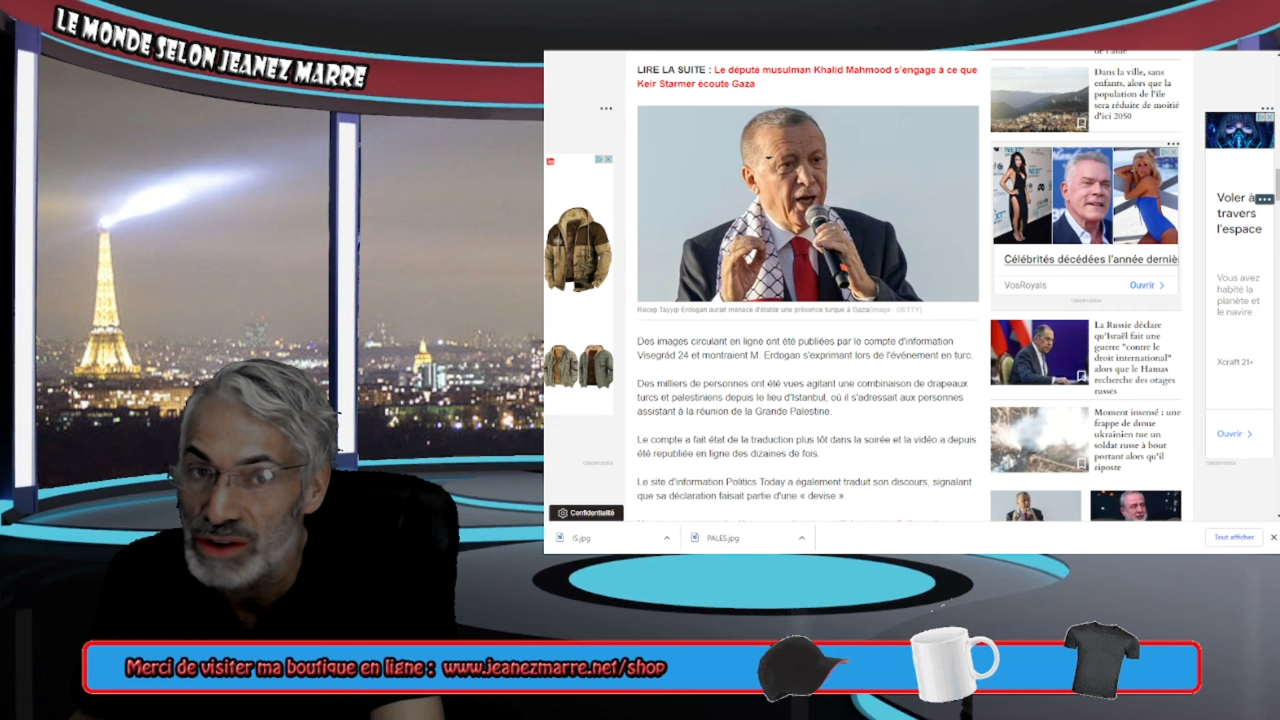 LE MONDE SELON JEANEZ MARRE
LIRE LA SUITE : Le député musulman Khalid Mahmood s'engage à ce que
Keir Starmer écoute Gaza
Recep Tayyip Erdogan aurait menacé d'établir une présence turque à Gaza(Image : GETTY)
Des images circulant en ligne ont été publiées par le compte d'information
Visegrád 24 et montraient M. Erdogan s'exprimant lors de l'événement en turc.
Des milliers de personnes ont été vues agitant une combinaison de drapeaux
turcs et palestiniens depuis le lieu d'Istanbul, où il s'adressait aux personnes
assistant à la réunion de la Grande Palestine.
Le compte a fait état de la traduction plus tôt dans la soirée et la vidéo a depuis
été republiée en ligne des dizaines de fois.
Le site d'information Politics Today a également traduit son discours, signalant
que sa déclaration faisait partie d'une « devise »
Dans la ville, sans
enfants, alors que la
population de l'île
sera réduite de moitié
d'ici 2050
Célébrités décédées l'année derniè
VosRoyals
Ouvrir
La Russie déclare
qu'Israël fait une
guerre "contre le
droit international"
alors que le Hamas
recherche des otages
russes
Moment insensé : une
frappe de drone
ukrainien tue un
soldat russe à bout
portant alors qu'il
riposte
Voler à
travers
l'espace
Vous avez
habité la
planète et
le navire
Xcraft 21+
Ouvrir
Confidentialité
IS.jpg
PALES.jpg
Tout afficher
Merci de visiter ma boutique en ligne : www.jeanezmarre.net/shop